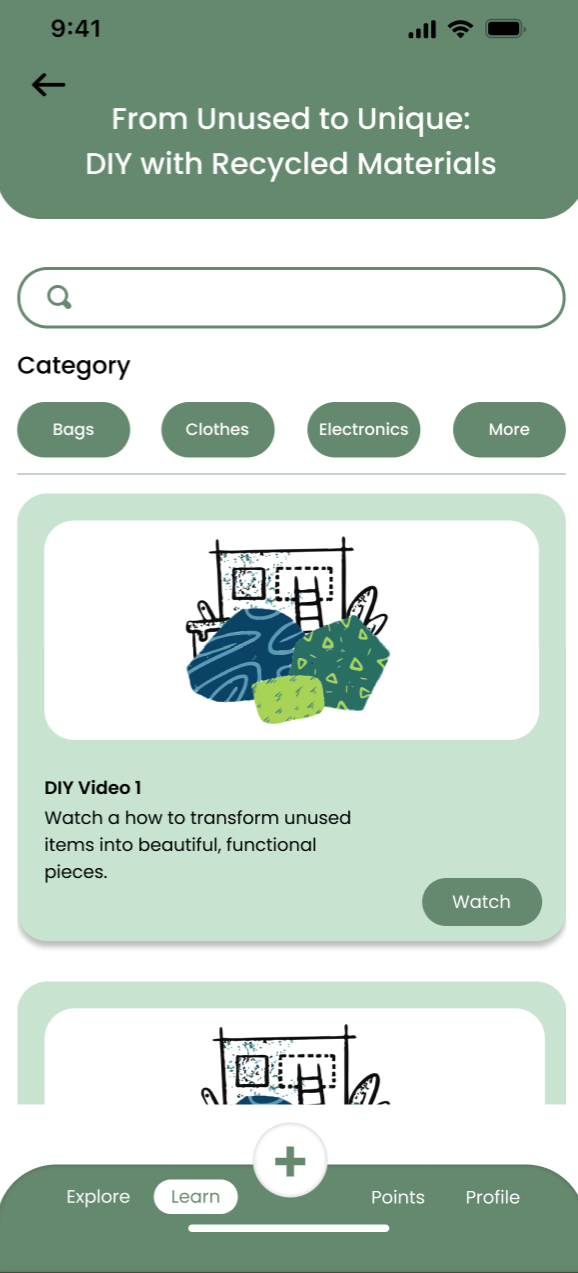 9:41
From Unused to Unique:
DIY with Recycled Materials
Category
Bags
Clothes
Electronics
More
DIY Video 1
Watch a how to transform unused
items into beautiful, functional
pieces.
Watch
Explore
Learn
Points
Profile